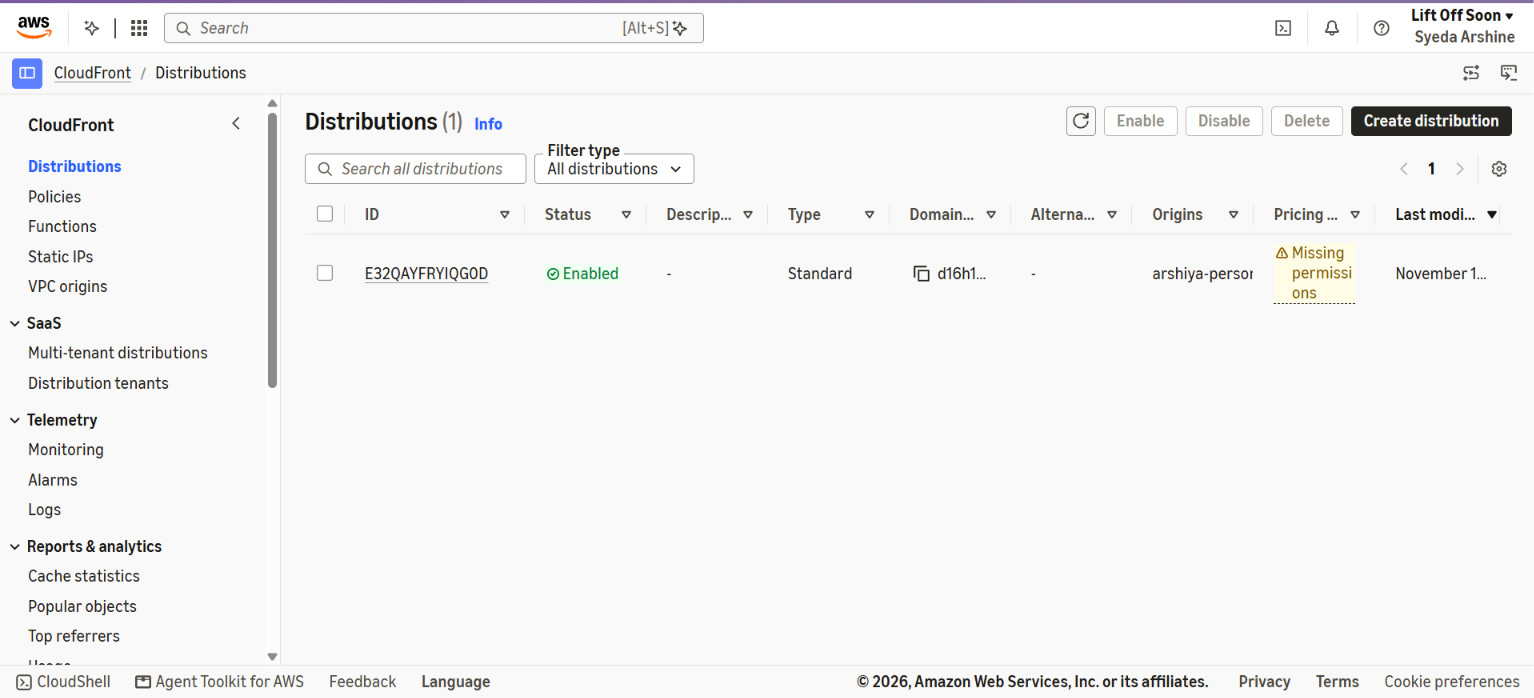 aws
Search [Alt+S]
Lift Off Soon
Syeda Arshine
CloudFront / Distributions
CloudFront
Distributions
Policies
Functions
Static IPs
VPC origins
SaaS
Multi-tenant distributions
Distribution tenants
Telemetry
Monitoring
Alarms
Logs
Reports & analytics
Cache statistics
Popular objects
Top referrers
Distributions (1) Info
Enable Disable Delete Create distribution
Filter type
Search all distributions All distributions 1
ID Status Descrip... Type Domain... Alterna... Origins Pricing ... Last modi...
E32QAYFRYIQG0D Enabled - Standard d16h1... - arshiya-persor Missing permissi ons November 1...
CloudShell Agent Toolkit for AWS Feedback Language © 2026, Amazon Web Services, Inc. or its affiliates. Privacy Terms Cookie preferences